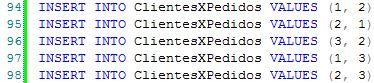 94 INSERT INTO ClientesXPedidos VALUES (1, 2)
95 INSERT INTO ClientesXPedidos VALUES (2, 1)
96 INSERT INTO ClientesXPedidos VALUES (3, 2)
97 INSERT INTO ClientesXPedidos VALUES (1, 3)
98 INSERT INTO ClientesXPedidos VALUES (2, 3)